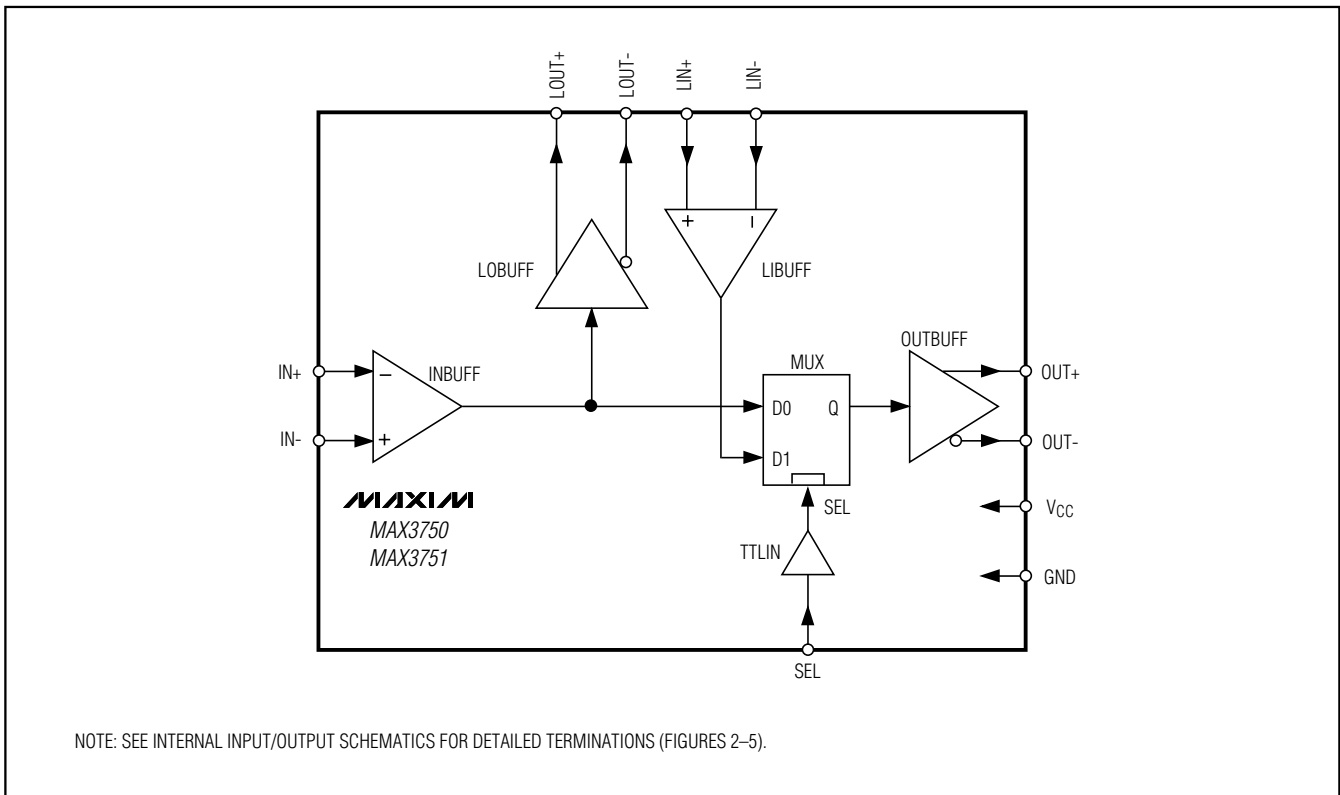 LOUT+
LOUT-
LIN+
LIN-
+
–
LOBUFF
LIBUFF
IN+
–
INBUFF
IN-
+
MUX
D0
Q
D1
SEL
OUTBUFF
OUT+
OUT-
VCC
GND
MAXIM
MAX3750
MAX3751
TTLIN
SEL
NOTE: SEE INTERNAL INPUT/OUTPUT SCHEMATICS FOR DETAILED TERMINATIONS (FIGURES 2–5).